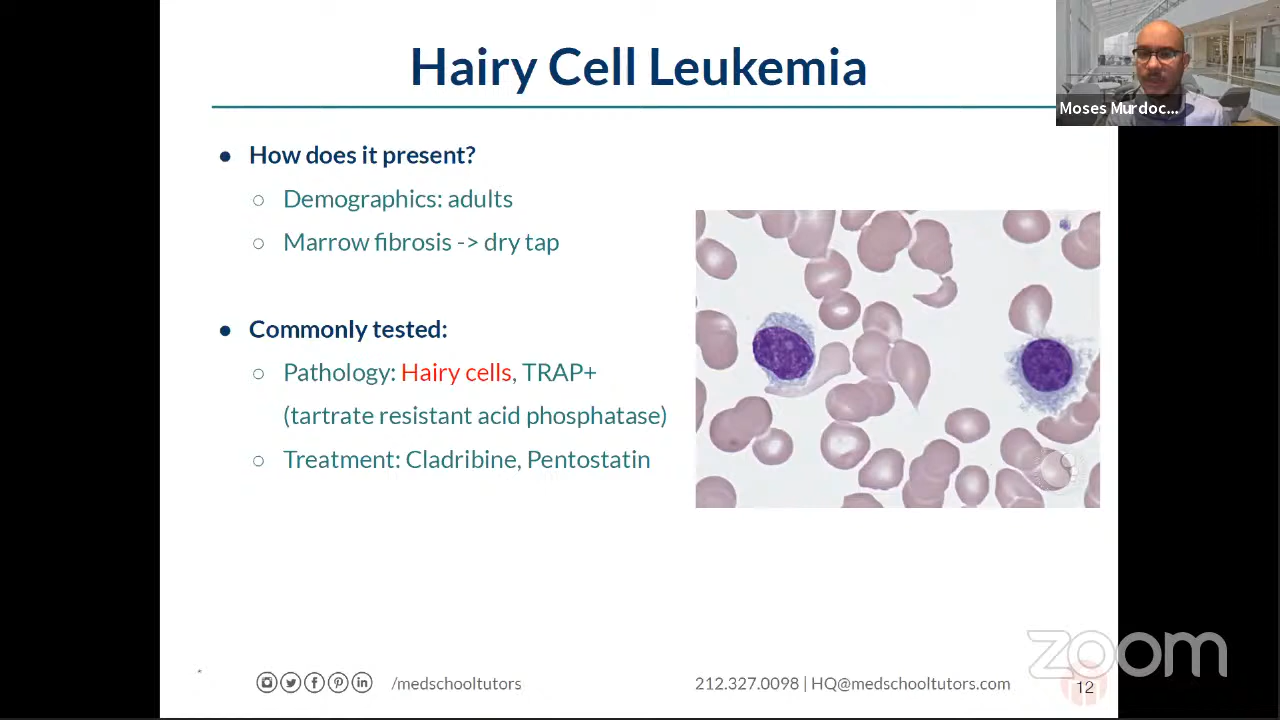 Hairy Cell Leukemia
Moses Murdoc...
● How does it present?
○ Demographics: adults
○ Marrow fibrosis -> dry tap
● Commonly tested:
○ Pathology: Hairy cells, TRAP+
(tartrate resistant acid phosphatase)
○ Treatment: Cladribine, Pentostatin
*
/medschooltutors
212.327.0098 | HQ@medschooltutors.com
zoom
12